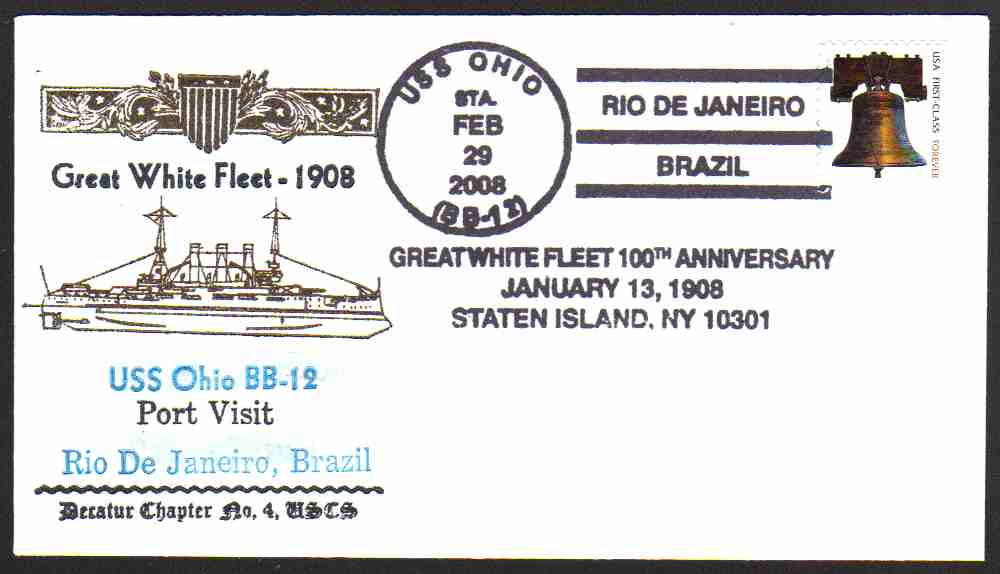 Great White Fleet - 1908
USS Ohio BB-12
Port Visit
Rio De Janeiro, Brazil
Decatur Chapter No. 4, USCS
USS OHIO
STA.
FEB
29
2008
(BB-12)
RIO DE JANEIRO
BRAZIL
GREAT WHITE FLEET 100TH ANNIVERSARY
JANUARY 13, 1908
STATEN ISLAND, NY 10301
USA FIRST-CLASS FOREVER